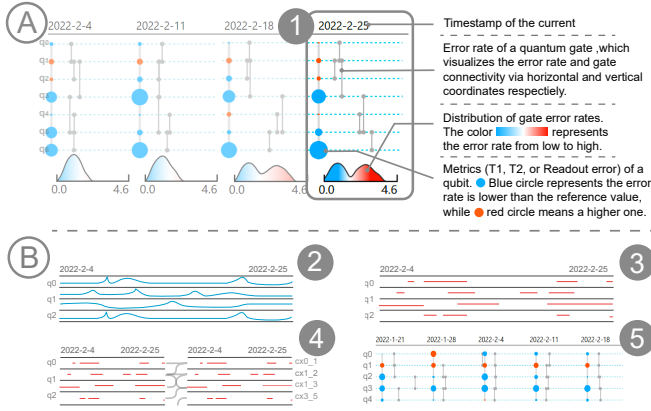 A
2022-2-4
2022-2-11
2022-2-18
1
2022-2-25
Timestamp of the current
q0
q1
q2
q3
q4
q5
q6
Error rate of a quantum gate ,which
visualizes the error rate and gate
connectivity via horizontal and vertical
coordinates respectiely.
Distribution of gate error rates.
The color represents
the error rate from low to high.
Metrics (T1, T2, or Readout error) of a
qubit. Blue circle represents the error
rate is lower than the reference value,
while red circle means a higher one.
0.0 4.6
0.0 4.6
0.0 4.6
0.0 4.6
B
2022-2-4 2022-2-25
2
q0
q1
q2
2022-2-4 2022-2-25
3
q0
q1
q2
4
2022-2-4 2022-2-25 2022-2-4 2022-2-25
q0 cx0_1
cx1_2
q1 cx1_3
q2 cx3_5
5
2022-1-21 2022-1-28 2022-2-4 2022-2-11 2022-2-18
q0
q1
q2
q3
q4